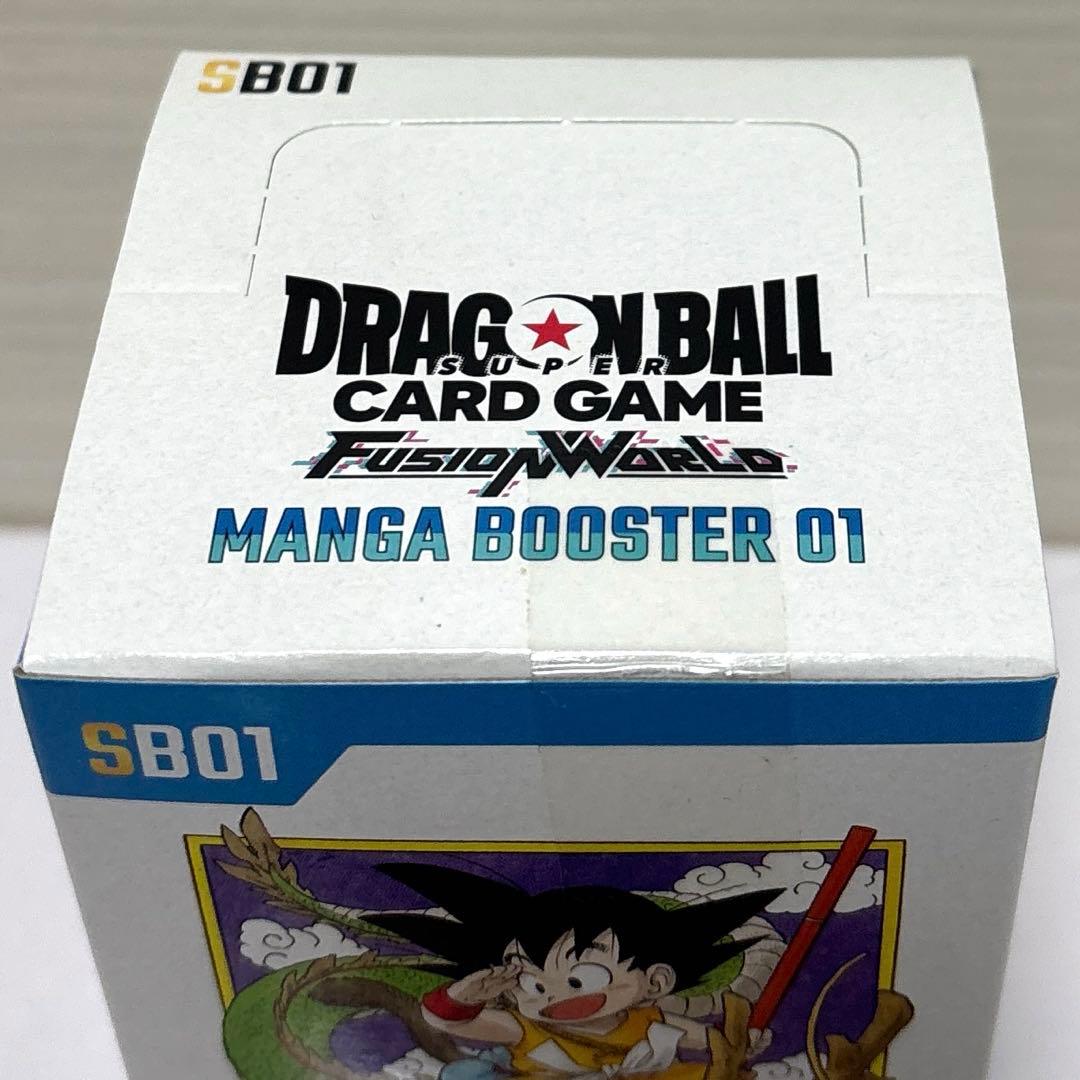 SB01
DRAGON BALL
SUPER
CARD GAME
FUSION WORLD
MANGA BOOSTER 01
SB01